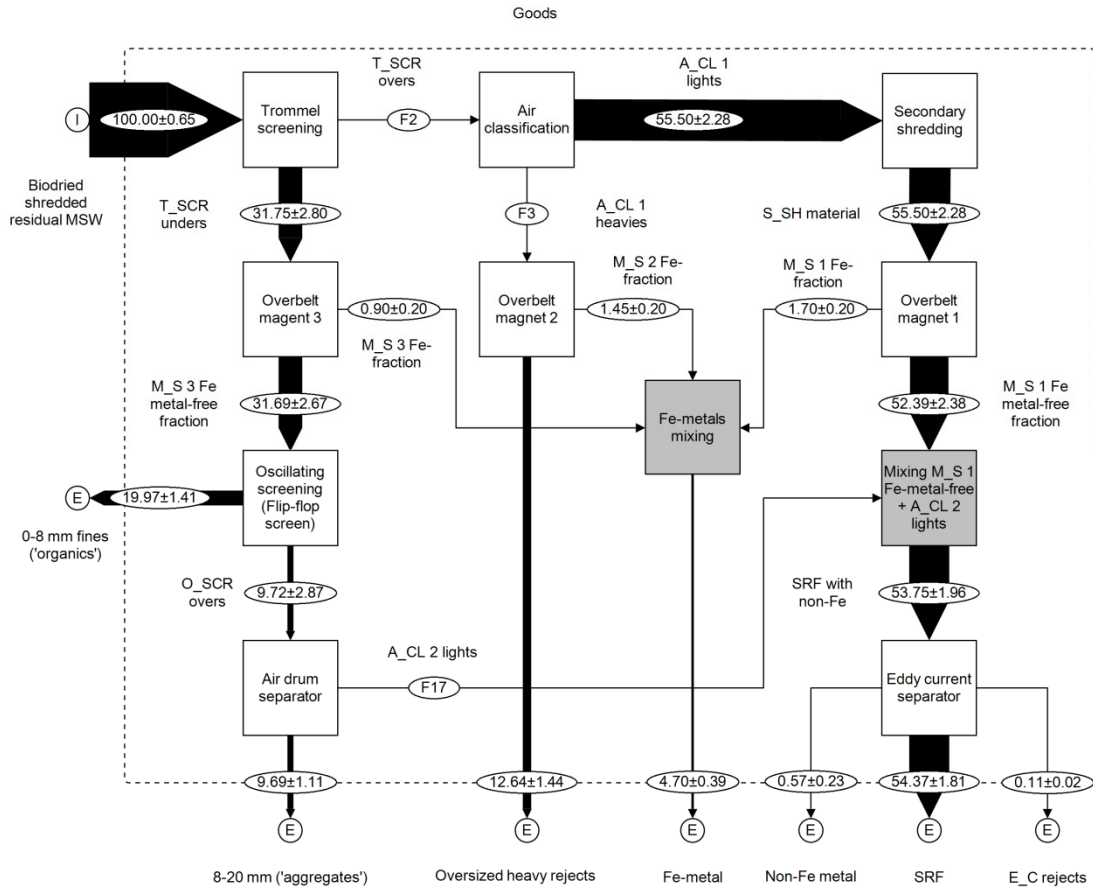 Goods
T_SCR
overs
A_CL 1
lights
I
100.00±0.65
Trommel
screening
F2
Air
classification
55.50±2.28
Secondary
shredding
Biodried
shredded
residual MSW
T_SCR
unders
31.75±2.80
F3
A_CL 1
heavies
S_SH material
55.50±2.28
M_S 2 Fe-
fraction
M_S 1 Fe-
fraction
Overbelt
magent 3
0.90±0.20
Overbelt
magnet 2
1.45±0.20
1.70±0.20
Overbelt
magnet 1
M_S 3 Fe-
fraction
M_S 3 Fe
metal-free
fraction
31.69±2.67
Fe-metals
mixing
52.39±2.38
M_S 1 Fe
metal-free
fraction
E
19.97±1.41
Oscillating
screening
(Flip-flop
screen)
Mixing M_S 1
Fe-metal-free
+ A_CL 2
lights
0-8 mm fines
('organics')
O_SCR
overs
9.72±2.87
SRF with
non-Fe
53.75±1.96
A_CL 2 lights
Air drum
separator
F17
Eddy current
separator
9.69±1.11
12.64±1.44
4.70±0.39
0.57±0.23
54.37±1.81
0.11±0.02
E
E
E
E
E
E
8-20 mm ('aggregates')
Oversized heavy rejects
Fe-metal
Non-Fe metal
SRF
E_C rejects